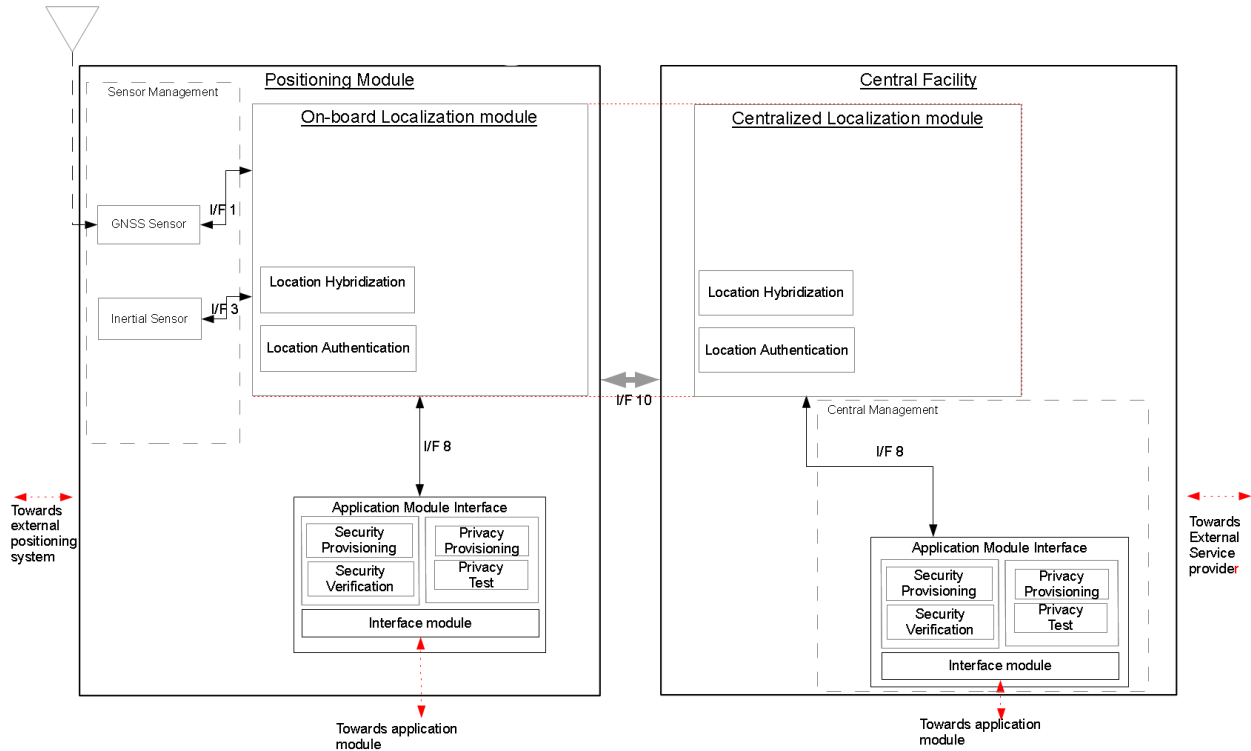 Positioning Module
Sensor Management
On-board Localization module
I/F 1
GNSS Sensor
Location Hybridization
I/F 3
Inertial Sensor
Location Authentication
I/F 8
Application Module Interface
Security
Provisioning
Privacy
Provisioning
Security
Verification
Privacy
Test
Interface module
Towards
external
positioning
system
Towards application
module
I/F 10
Central Facility
Centralized Localization module
Location Hybridization
Location Authentication
Central Management
I/F 8
Application Module Interface
Security
Provisioning
Privacy
Provisioning
Security
Verification
Privacy
Test
Interface module
Towards application
module
Towards
External
Service
provider